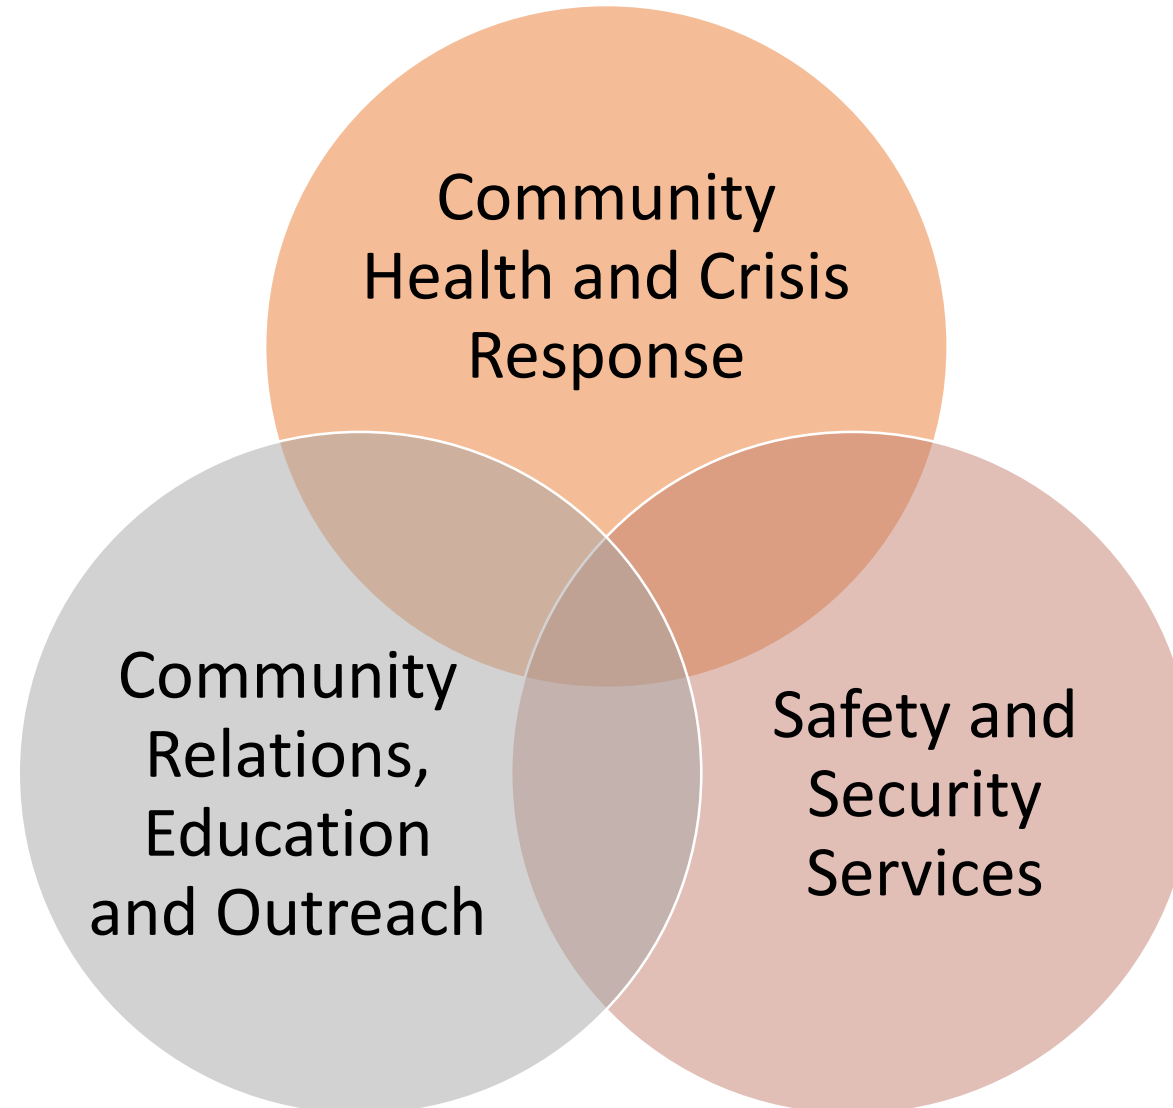 Community
Health and Crisis
Response
Community
Relations,
Education
and Outreach
Safety and
Security
Services